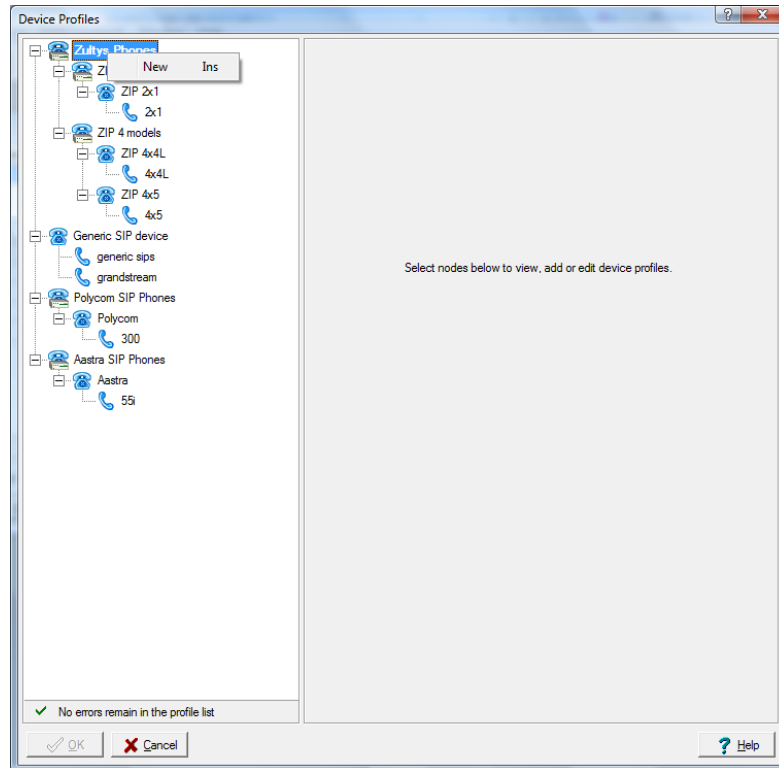 Device Profiles
Zultys Phones
New Ins
ZIP 2x1
2x1
ZIP 4 models
ZIP 4x4L
4x4L
ZIP 4x5
4x5
Generic SIP device
generic sips
grandstream
Polycom SIP Phones
Polycom
300
Aastra SIP Phones
Aastra
55i
Select nodes below to view, add or edit device profiles.
No errors remain in the profile list
OK Cancel Help